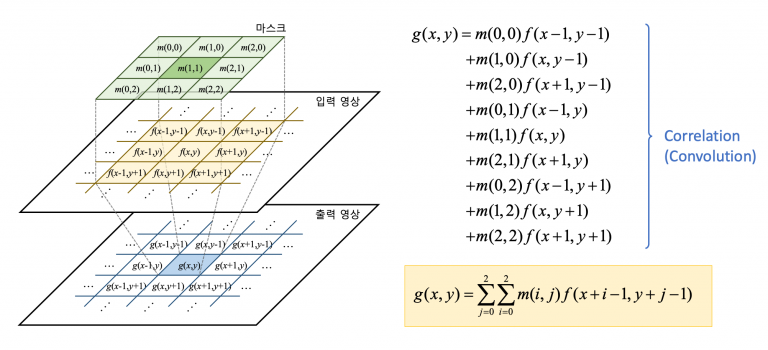 마스크
m(0,0) m(1,0) m(2,0)
m(0,1) m(1,1) m(2,1)
m(0,2) m(1,2) m(2,2)
입력 영상
⋰ ⋰ ⋰
··· f(x-1,y-1) f(x,y-1) f(x+1,y-1) ···
··· f(x-1,y) f(x,y) f(x+1,y) ···
··· f(x-1,y+1) f(x,y+1) f(x+1,y+1) ···
⋰ ⋰ ⋰
출력 영상
⋰ ⋰ ⋰
··· g(x-1,y-1) g(x,y-1) g(x+1,y-1) ···
··· g(x-1,y) g(x,y) g(x+1,y) ···
··· g(x-1,y+1) g(x,y+1) g(x+1,y+1) ···
⋰ ⋰ ⋰
g(x, y) = m(0,0) f(x−1, y−1)
+m(1,0) f(x, y−1)
+m(2,0) f(x+1, y−1)
+m(0,1) f(x−1, y)
+m(1,1) f(x, y)
+m(2,1) f(x+1, y)
+m(0,2) f(x−1, y+1)
+m(1,2) f(x, y+1)
+m(2,2) f(x+1, y+1)
Correlation
(Convolution)
g(x, y) = ∑_{j=0}^{2} ∑_{i=0}^{2} m(i, j) f(x+i−1, y+j−1)